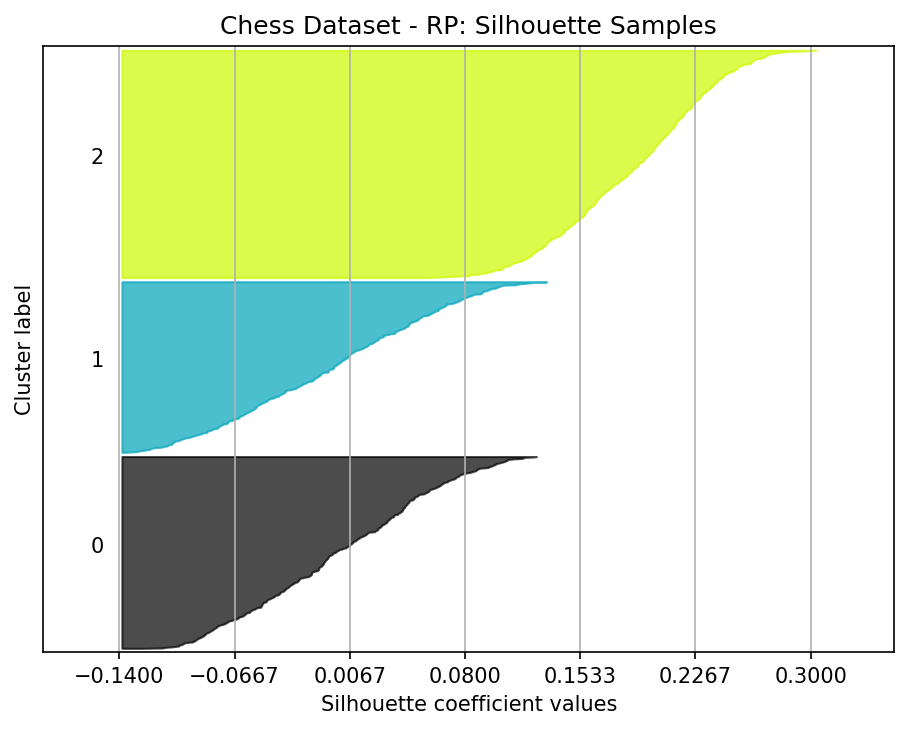 Chess Dataset - RP: Silhouette Samples
2
1
0
Cluster label
−0.1400 −0.0667 0.0067 0.0800 0.1533 0.2267 0.3000
Silhouette coefficient values